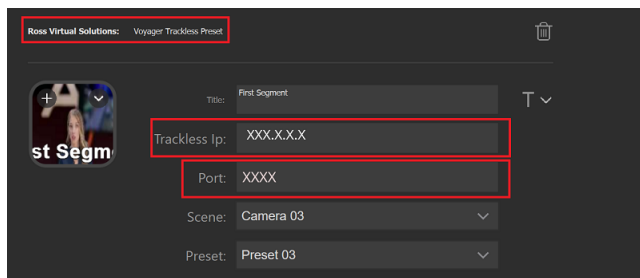 Ross Virtual Solutions: Voyager Trackless Preset
Title: First Segment
T
Trackless Ip: XXX.X.X.X
st Segm
Port: XXXX
Scene: Camera 03
Preset: Preset 03